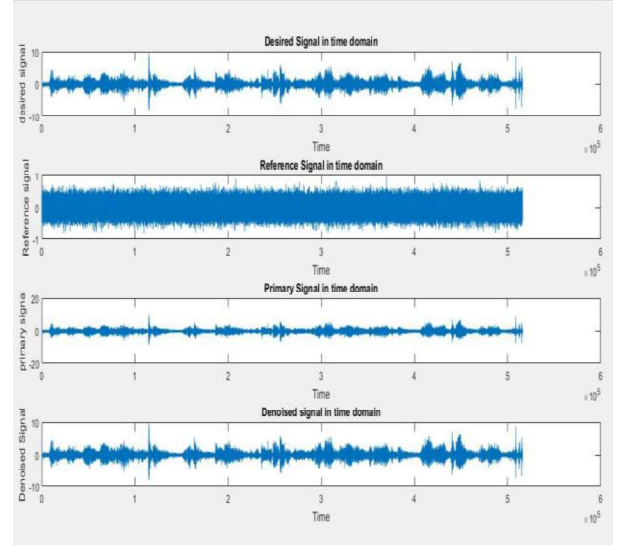 Desired Signal in time domain
desired signal
10
0
-10
0 1 2 3 4 5 6
Time
×10^5
Reference Signal in time domain
Reference signal
1
0
-1
0 1 2 3 4 5 6
Time
×10^5
Primary Signal in time domain
primary signal
20
0
-20
0 1 2 3 4 5 6
Time
×10^5
Denoised signal in time domain
Denoised Signal
10
0
-10
0 1 2 3 4 5 6
Time
×10^5